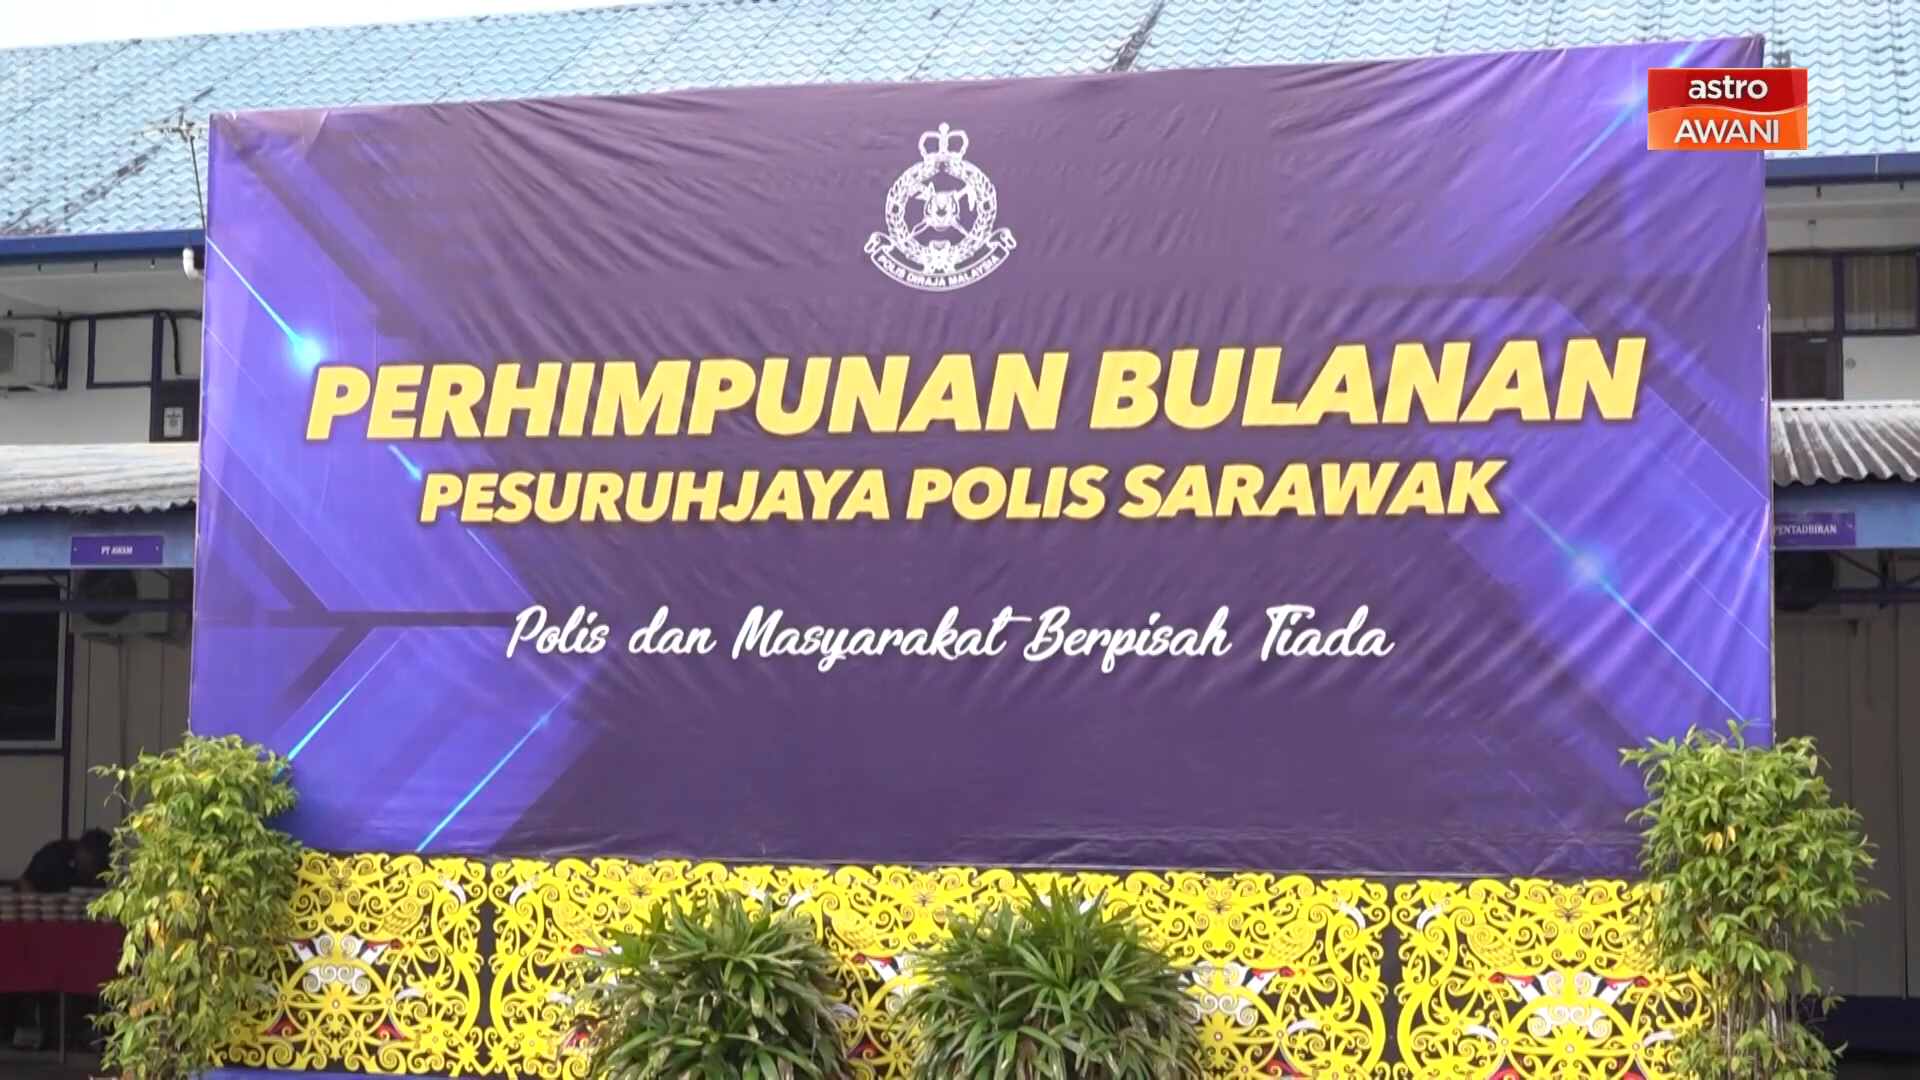 astro
AWANI
POLIS DIRAJA MALAYSIA
PERHIMPUNAN BULANAN
PESURUHJAYA POLIS SARAWAK
PT AWAM
PENTADBIRAN
Polis dan Masyarakat Berpisah Tiada